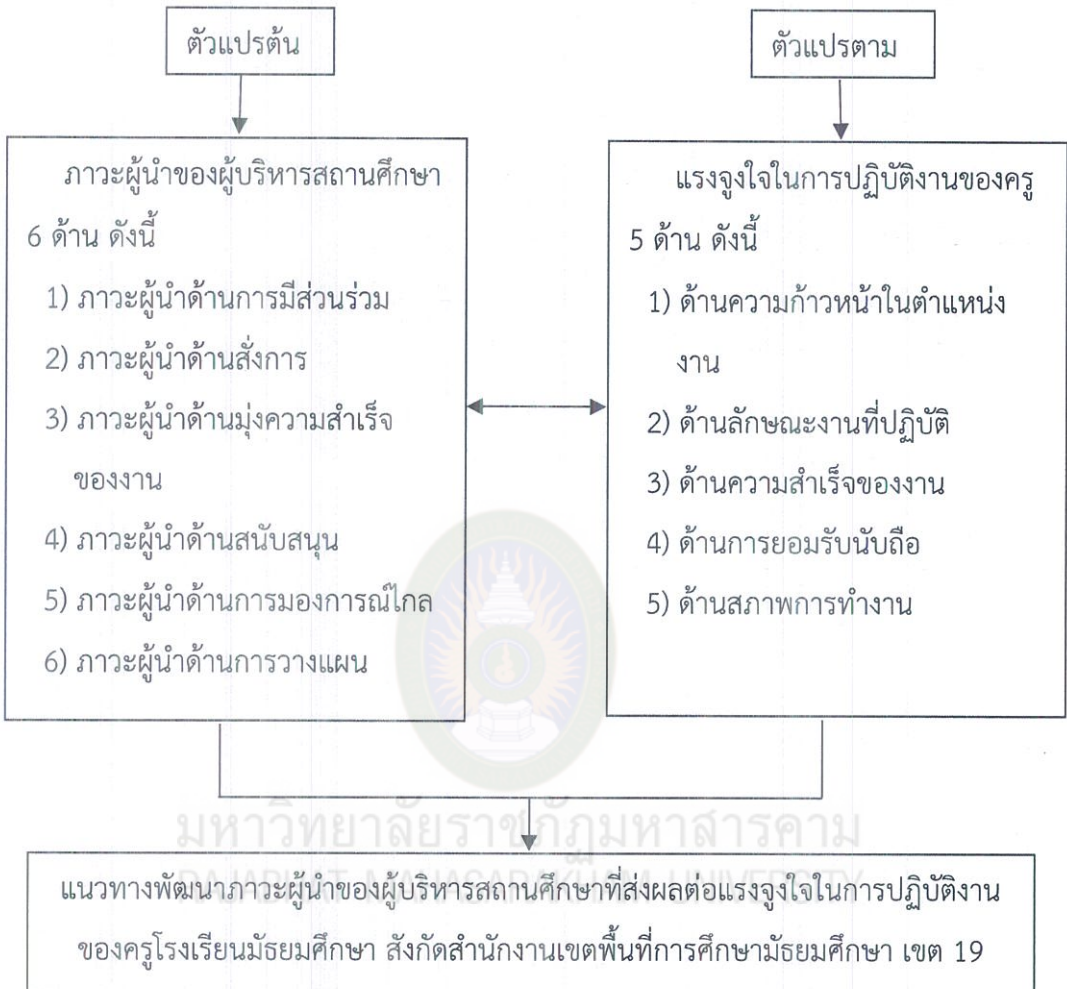 ตัวแปรต้น
ตัวแปรตาม
ภาวะผู้นำของผู้บริหารสถานศึกษา
6 ด้าน ดังนี้
1) ภาวะผู้นำด้านการมีส่วนร่วม
2) ภาวะผู้นำด้านสั่งการ
3) ภาวะผู้นำด้านมุ่งความสำเร็จ
ของงาน
4) ภาวะผู้นำด้านสนับสนุน
5) ภาวะผู้นำด้านการมองการณ์ไกล
6) ภาวะผู้นำด้านการวางแผน
แรงจูงใจในการปฏิบัติงานของครู
5 ด้าน ดังนี้
1) ด้านความก้าวหน้าในตำแหน่ง
งาน
2) ด้านลักษณะงานที่ปฏิบัติ
3) ด้านความสำเร็จของงาน
4) ด้านการยอมรับนับถือ
5) ด้านสภาพการทำงาน
มหาวิทยาลัยราชภัฏมหาสารคาม
RAJABHAT MAHASARAKHAM UNIVERSITY
แนวทางพัฒนาภาวะผู้นำของผู้บริหารสถานศึกษาที่ส่งผลต่อแรงจูงใจในการปฏิบัติงาน
ของครูโรงเรียนมัธยมศึกษา สังกัดสำนักงานเขตพื้นที่การศึกษามัธยมศึกษา เขต 19